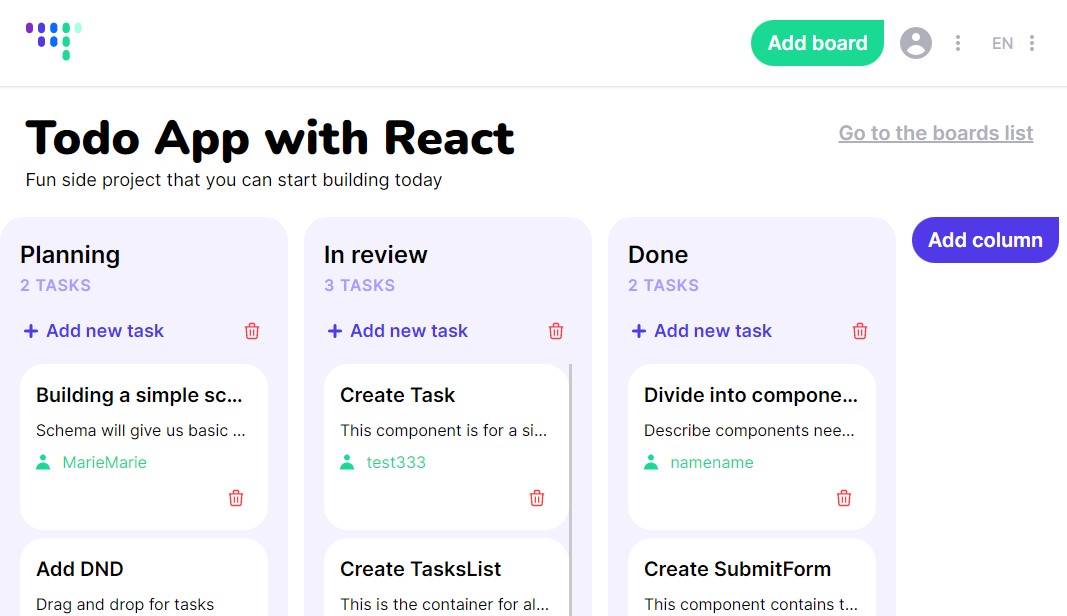 Add board
EN
Todo App with React
Go to the boards list
Fun side project that you can start building today
Planning
2 TASKS
Add new task
Building a simple sc...
Schema will give us basic ...
MarieMarie
Add DND
Drag and drop for tasks
In review
3 TASKS
Add new task
Create Task
This component is for a si...
test333
Create TasksList
This is the container for al...
Done
2 TASKS
Add new task
Divide into compone...
Describe components nee...
namename
Create SubmitForm
This component contains t...
Add column